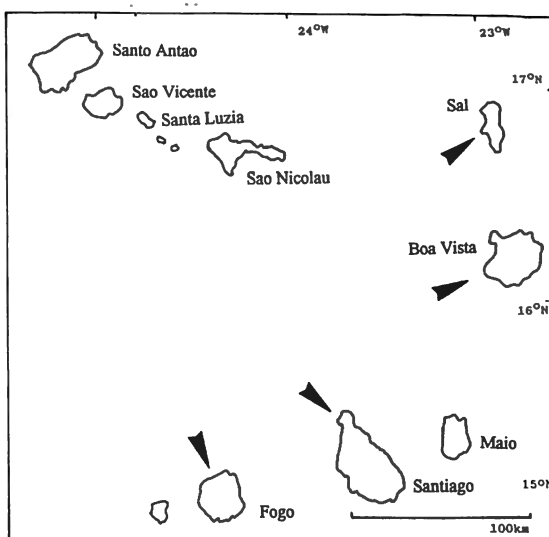 24°W
23°W
Santo Antao
17°N
Sao Vicente
Sal
Santa Luzia
Sao Nicolau
Boa Vista
16°N
Maio
Santiago
15°N
Fogo
100km